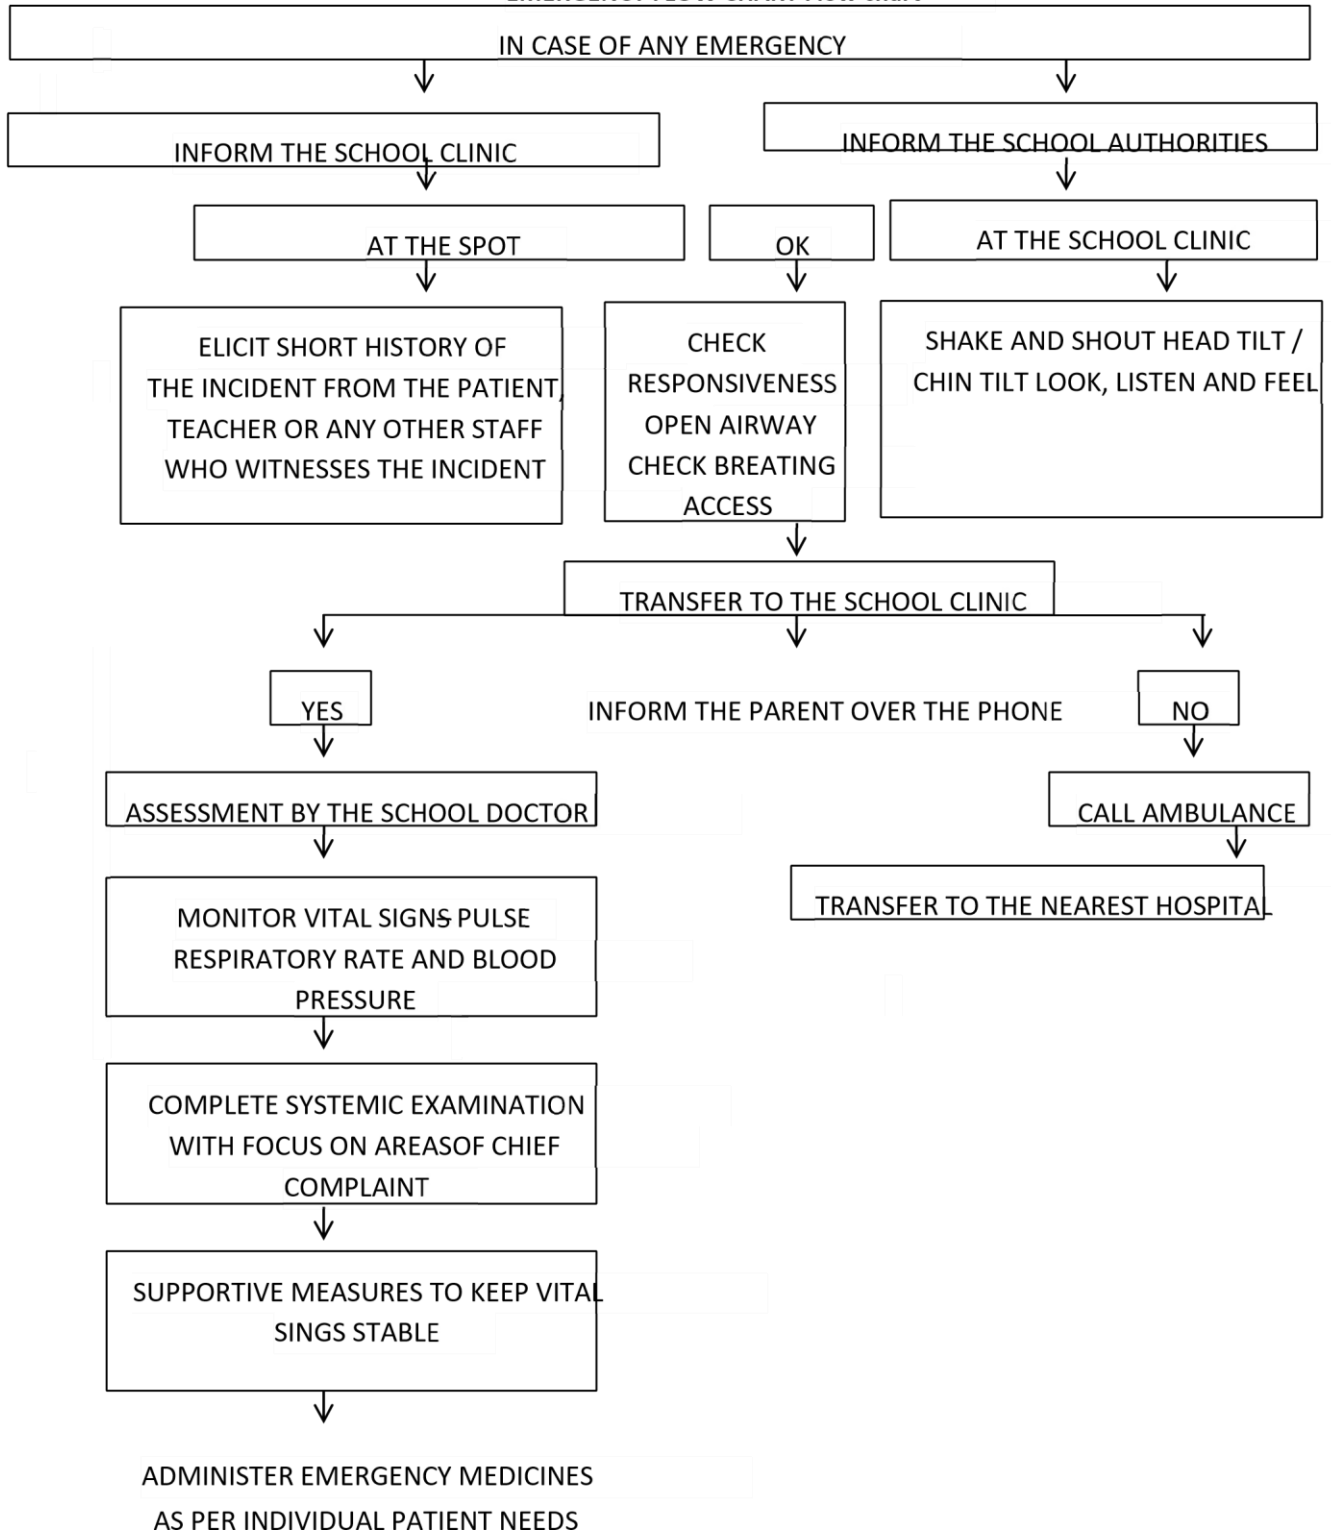 IN CASE OF ANY EMERGENCY
INFORM THE SCHOOL CLINIC
INFORM THE SCHOOL AUTHORITIES
AT THE SPOT
OK
AT THE SCHOOL CLINIC
ELICIT SHORT HISTORY OF
THE INCIDENT FROM THE PATIENT,
TEACHER OR ANY OTHER STAFF
WHO WITNESSES THE INCIDENT
CHECK
RESPONSIVENESS
OPEN AIRWAY
CHECK BREATING
ACCESS
SHAKE AND SHOUT HEAD TILT /
CHIN TILT LOOK, LISTEN AND FEEL
TRANSFER TO THE SCHOOL CLINIC
YES
INFORM THE PARENT OVER THE PHONE
NO
ASSESSMENT BY THE SCHOOL DOCTOR
CALL AMBULANCE
TRANSFER TO THE NEAREST HOSPITAL
MONITOR VITAL SIGNS PULSE
RESPIRATORY RATE AND BLOOD
PRESSURE
COMPLETE SYSTEMIC EXAMINATION
WITH FOCUS ON AREASOF CHIEF
COMPLAINT
SUPPORTIVE MEASURES TO KEEP VITAL
SINGS STABLE
ADMINISTER EMERGENCY MEDICINES
AS PER INDIVIDUAL PATIENT NEEDS